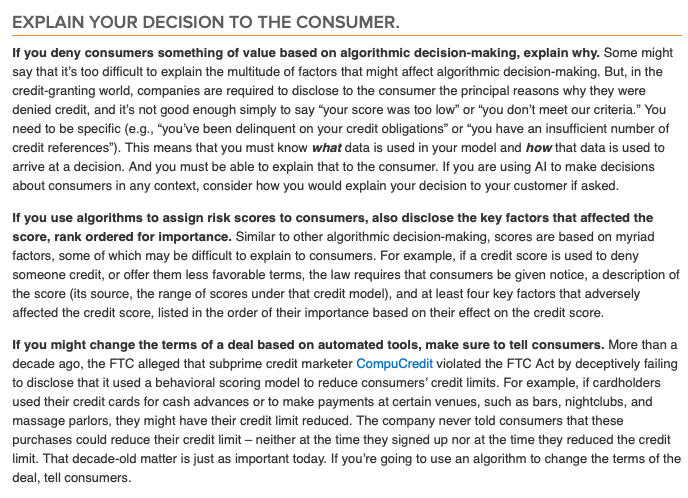 EXPLAIN YOUR DECISION TO THE CONSUMER.
If you deny consumers something of value based on algorithmic decision-making, explain why. Some might
say that it's too difficult to explain the multitude of factors that might affect algorithmic decision-making. But, in the
credit-granting world, companies are required to disclose to the consumer the principal reasons why they were
denied credit, and it's not good enough simply to say “your score was too low” or “you don't meet our criteria.” You
need to be specific (e.g., “you've been delinquent on your credit obligations” or “you have an insufficient number of
credit references”). This means that you must know what data is used in your model and how that data is used to
arrive at a decision. And you must be able to explain that to the consumer. If you are using AI to make decisions
about consumers in any context, consider how you would explain your decision to your customer if asked.
If you use algorithms to assign risk scores to consumers, also disclose the key factors that affected the
score, rank ordered for importance. Similar to other algorithmic decision-making, scores are based on myriad
factors, some of which may be difficult to explain to consumers. For example, if a credit score is used to deny
someone credit, or offer them less favorable terms, the law requires that consumers be given notice, a description of
the score (its source, the range of scores under that credit model), and at least four key factors that adversely
affected the credit score, listed in the order of their importance based on their effect on the credit score.
If you might change the terms of a deal based on automated tools, make sure to tell consumers. More than a
decade ago, the FTC alleged that subprime credit marketer CompuCredit violated the FTC Act by deceptively failing
to disclose that it used a behavioral scoring model to reduce consumers' credit limits. For example, if cardholders
used their credit cards for cash advances or to make payments at certain venues, such as bars, nightclubs, and
massage parlors, they might have their credit limit reduced. The company never told consumers that these
purchases could reduce their credit limit – neither at the time they signed up nor at the time they reduced the credit
limit. That decade-old matter is just as important today. If you're going to use an algorithm to change the terms of the
deal, tell consumers.